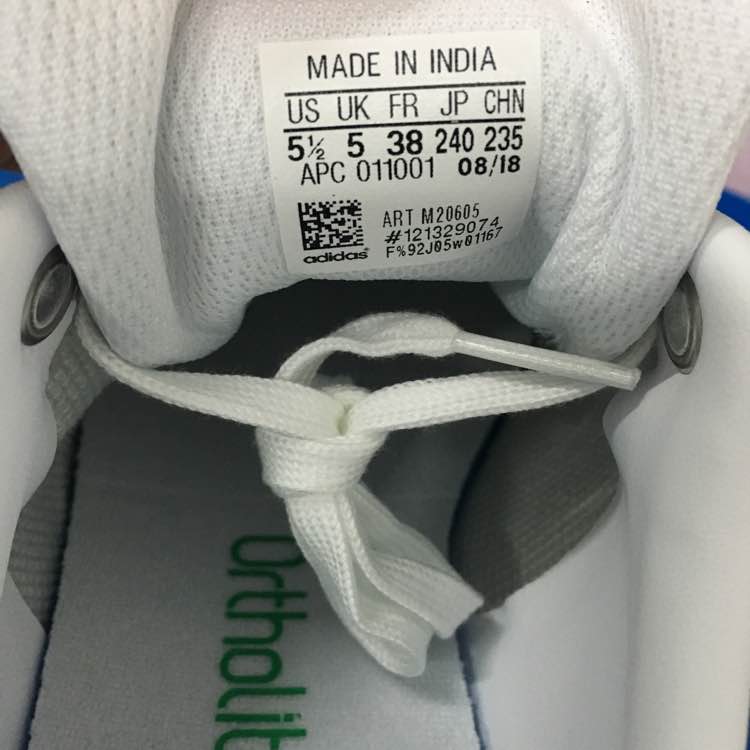 MADE IN INDIA
US UK FR JP CHN
5½ 5 38 240 235
APC 011001 08/18
ART M20605
#121329074
F%92J05w01167
adidas
Ortholit